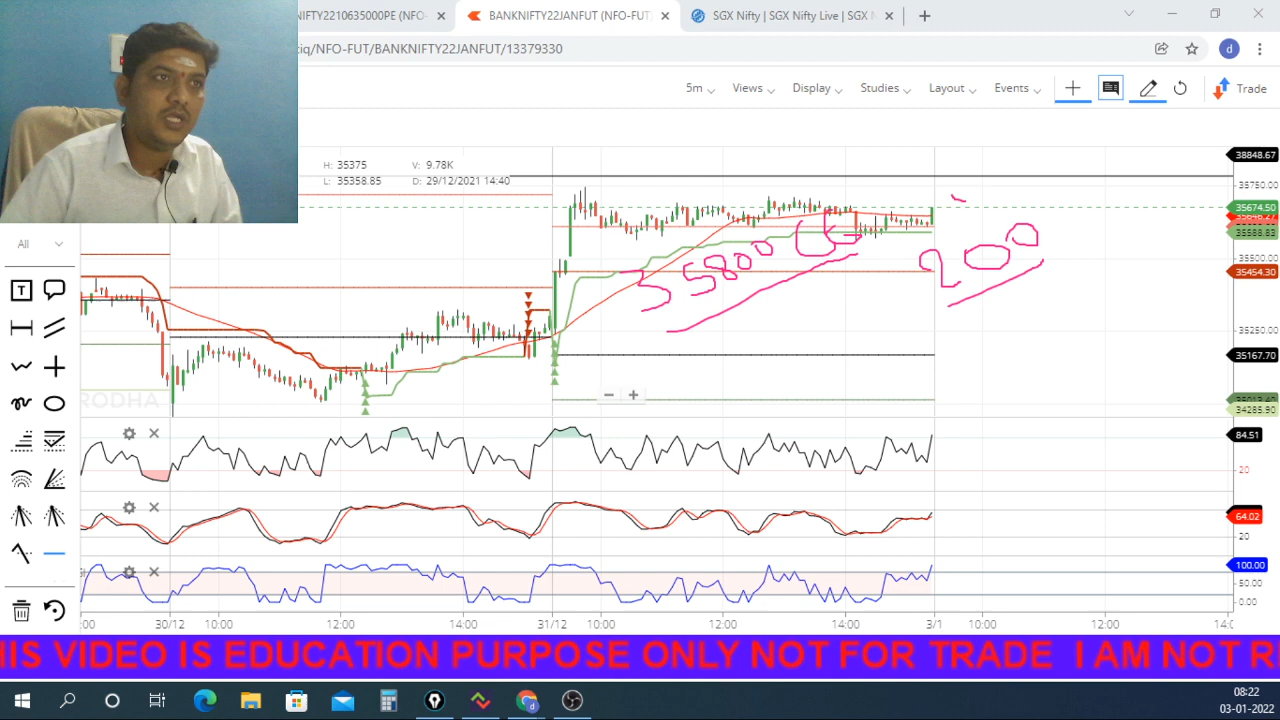 NIFTY2210635000PE (NFO-
BANKNIFTY22JANFUT (NFO-FUT)
SGX Nifty | SGX Nifty Live | SGX N
tiq/NFO-FUT/BANKNIFTY22JANFUT/13379330
d
5m
Views
Display
Studies
Layout
Events
Trade
H: 35375
V: 9.78K
L: 35358.85
D: 29/12/2021 14:40
38848.67
35750.00
35674.50
35588.83
35500.00
35454.30
35250.00
35167.70
34285.90
All
T
35800 CE
200
RODHA
84.51
20
64.02
20
100.00
50.00
0.00
:00
30/12
10:00
12:00
14:00
31/12
10:00
12:00
14:00
3/1
10:00
12:00
HIS VIDEO IS EDUCATION PURPOSE ONLY NOT FOR TRADE I AM NOT R
08:22
03-01-2022